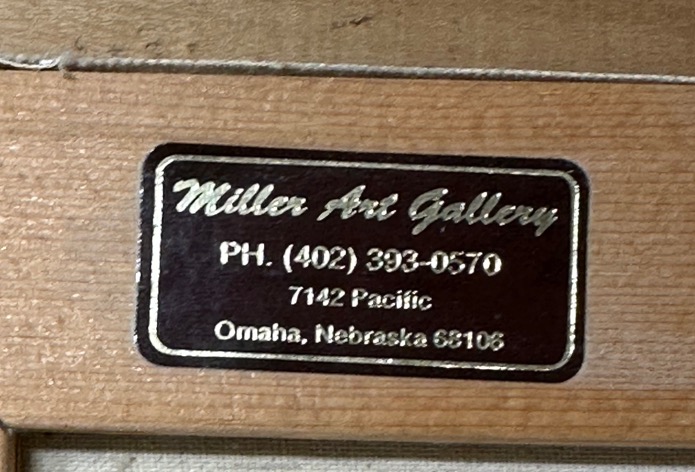 Miller Art Gallery
PH. (402) 393-0570
7142 Pacific
Omaha, Nebraska 68106